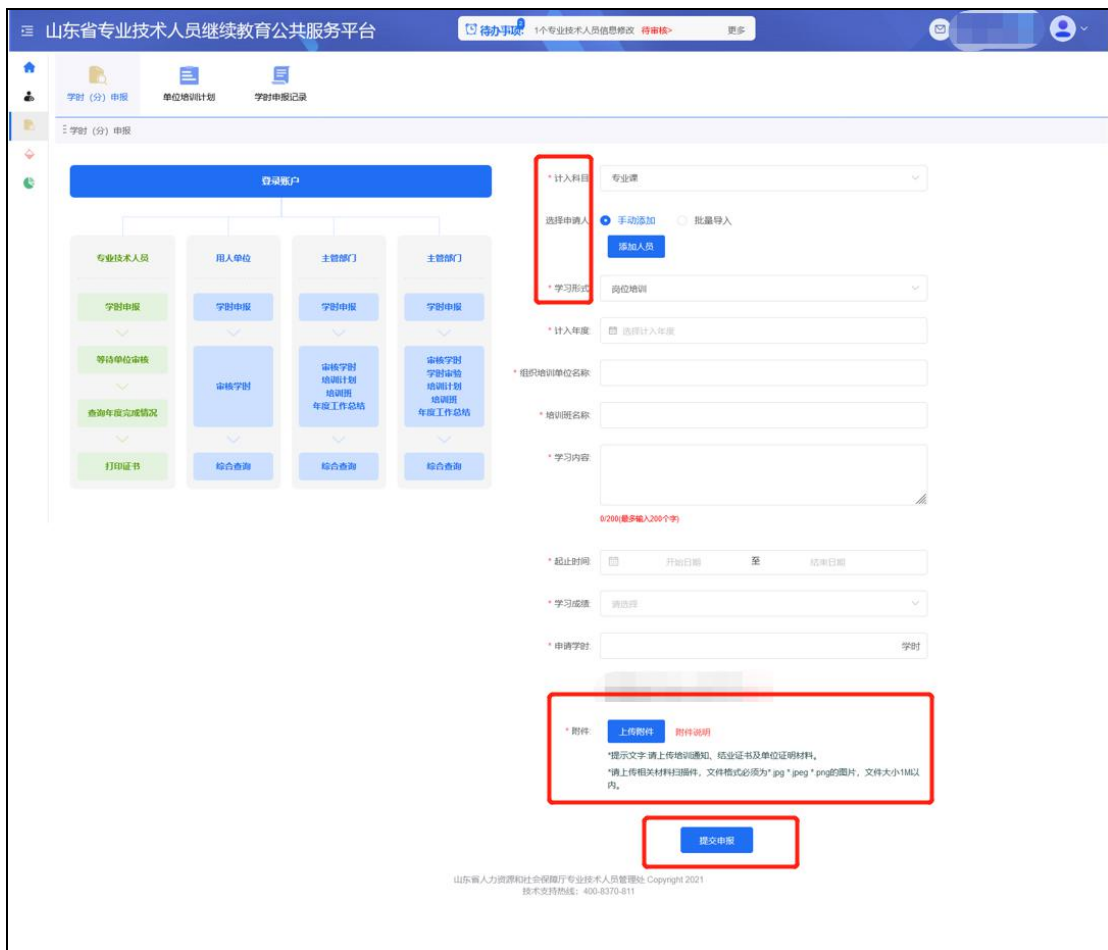 山东省专业技术人员继续教育公共服务平台
待办事项 2 1个专业技术人员信息修改 待审核> 更多
学时（分）申报 单位培训计划 学时申报记录
学时（分）申报
登录账户
专业技术人员
学时申报
等待单位审核
查询年度完成情况
打印证书
用人单位
学时申报
审核学时
综合查询
主管部门
学时申报
审核学时
培训计划
培训班
年度工作总结
综合查询
主管部门
学时申报
审核学时
学时审验
培训计划
培训班
年度工作总结
综合查询
* 计入科目: 专业课
选择申请人: 手动添加 批量导入
添加人员
* 学习形式: 岗位培训
* 计入年度: 选择计入年度
* 组织培训单位名称:
* 培训班名称:
* 学习内容:
0/200(最多输入200个字)
* 起止时间: 开始日期 至 结束日期
* 学习成绩: 请选择
* 申请学时: 学时
* 附件: 上传附件 附件说明
*提示文字:请上传培训通知、结业证书及单位证明材料。
*请上传相关材料扫描件，文件格式必须为* jpg * jpeg * png的图片，文件大小1M以
内。
提交申报
山东省人力资源和社会保障厅专业技术人员管理处 Copyright 2021
技术支持热线：400-8370-811